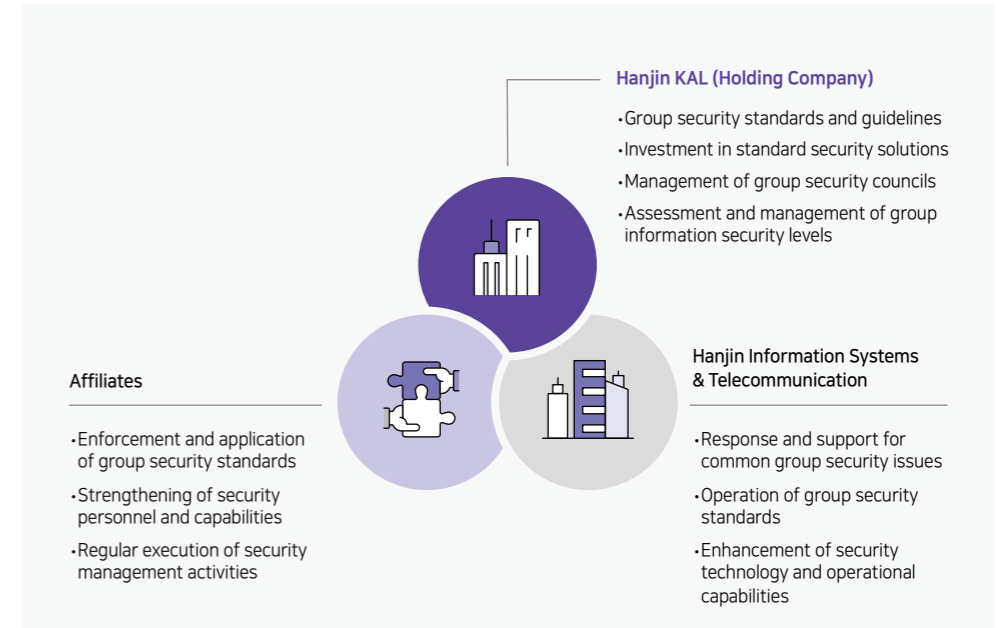 Hanjin KAL (Holding Company)
·Group security standards and guidelines
·Investment in standard security solutions
·Management of group security councils
·Assessment and management of group
information security levels
Affiliates
·Enforcement and application
of group security standards
·Strengthening of security
personnel and capabilities
·Regular execution of security
management activities
Hanjin Information Systems
& Telecommunication
·Response and support for
common group security issues
·Operation of group security
standards
·Enhancement of security
technology and operational
capabilities